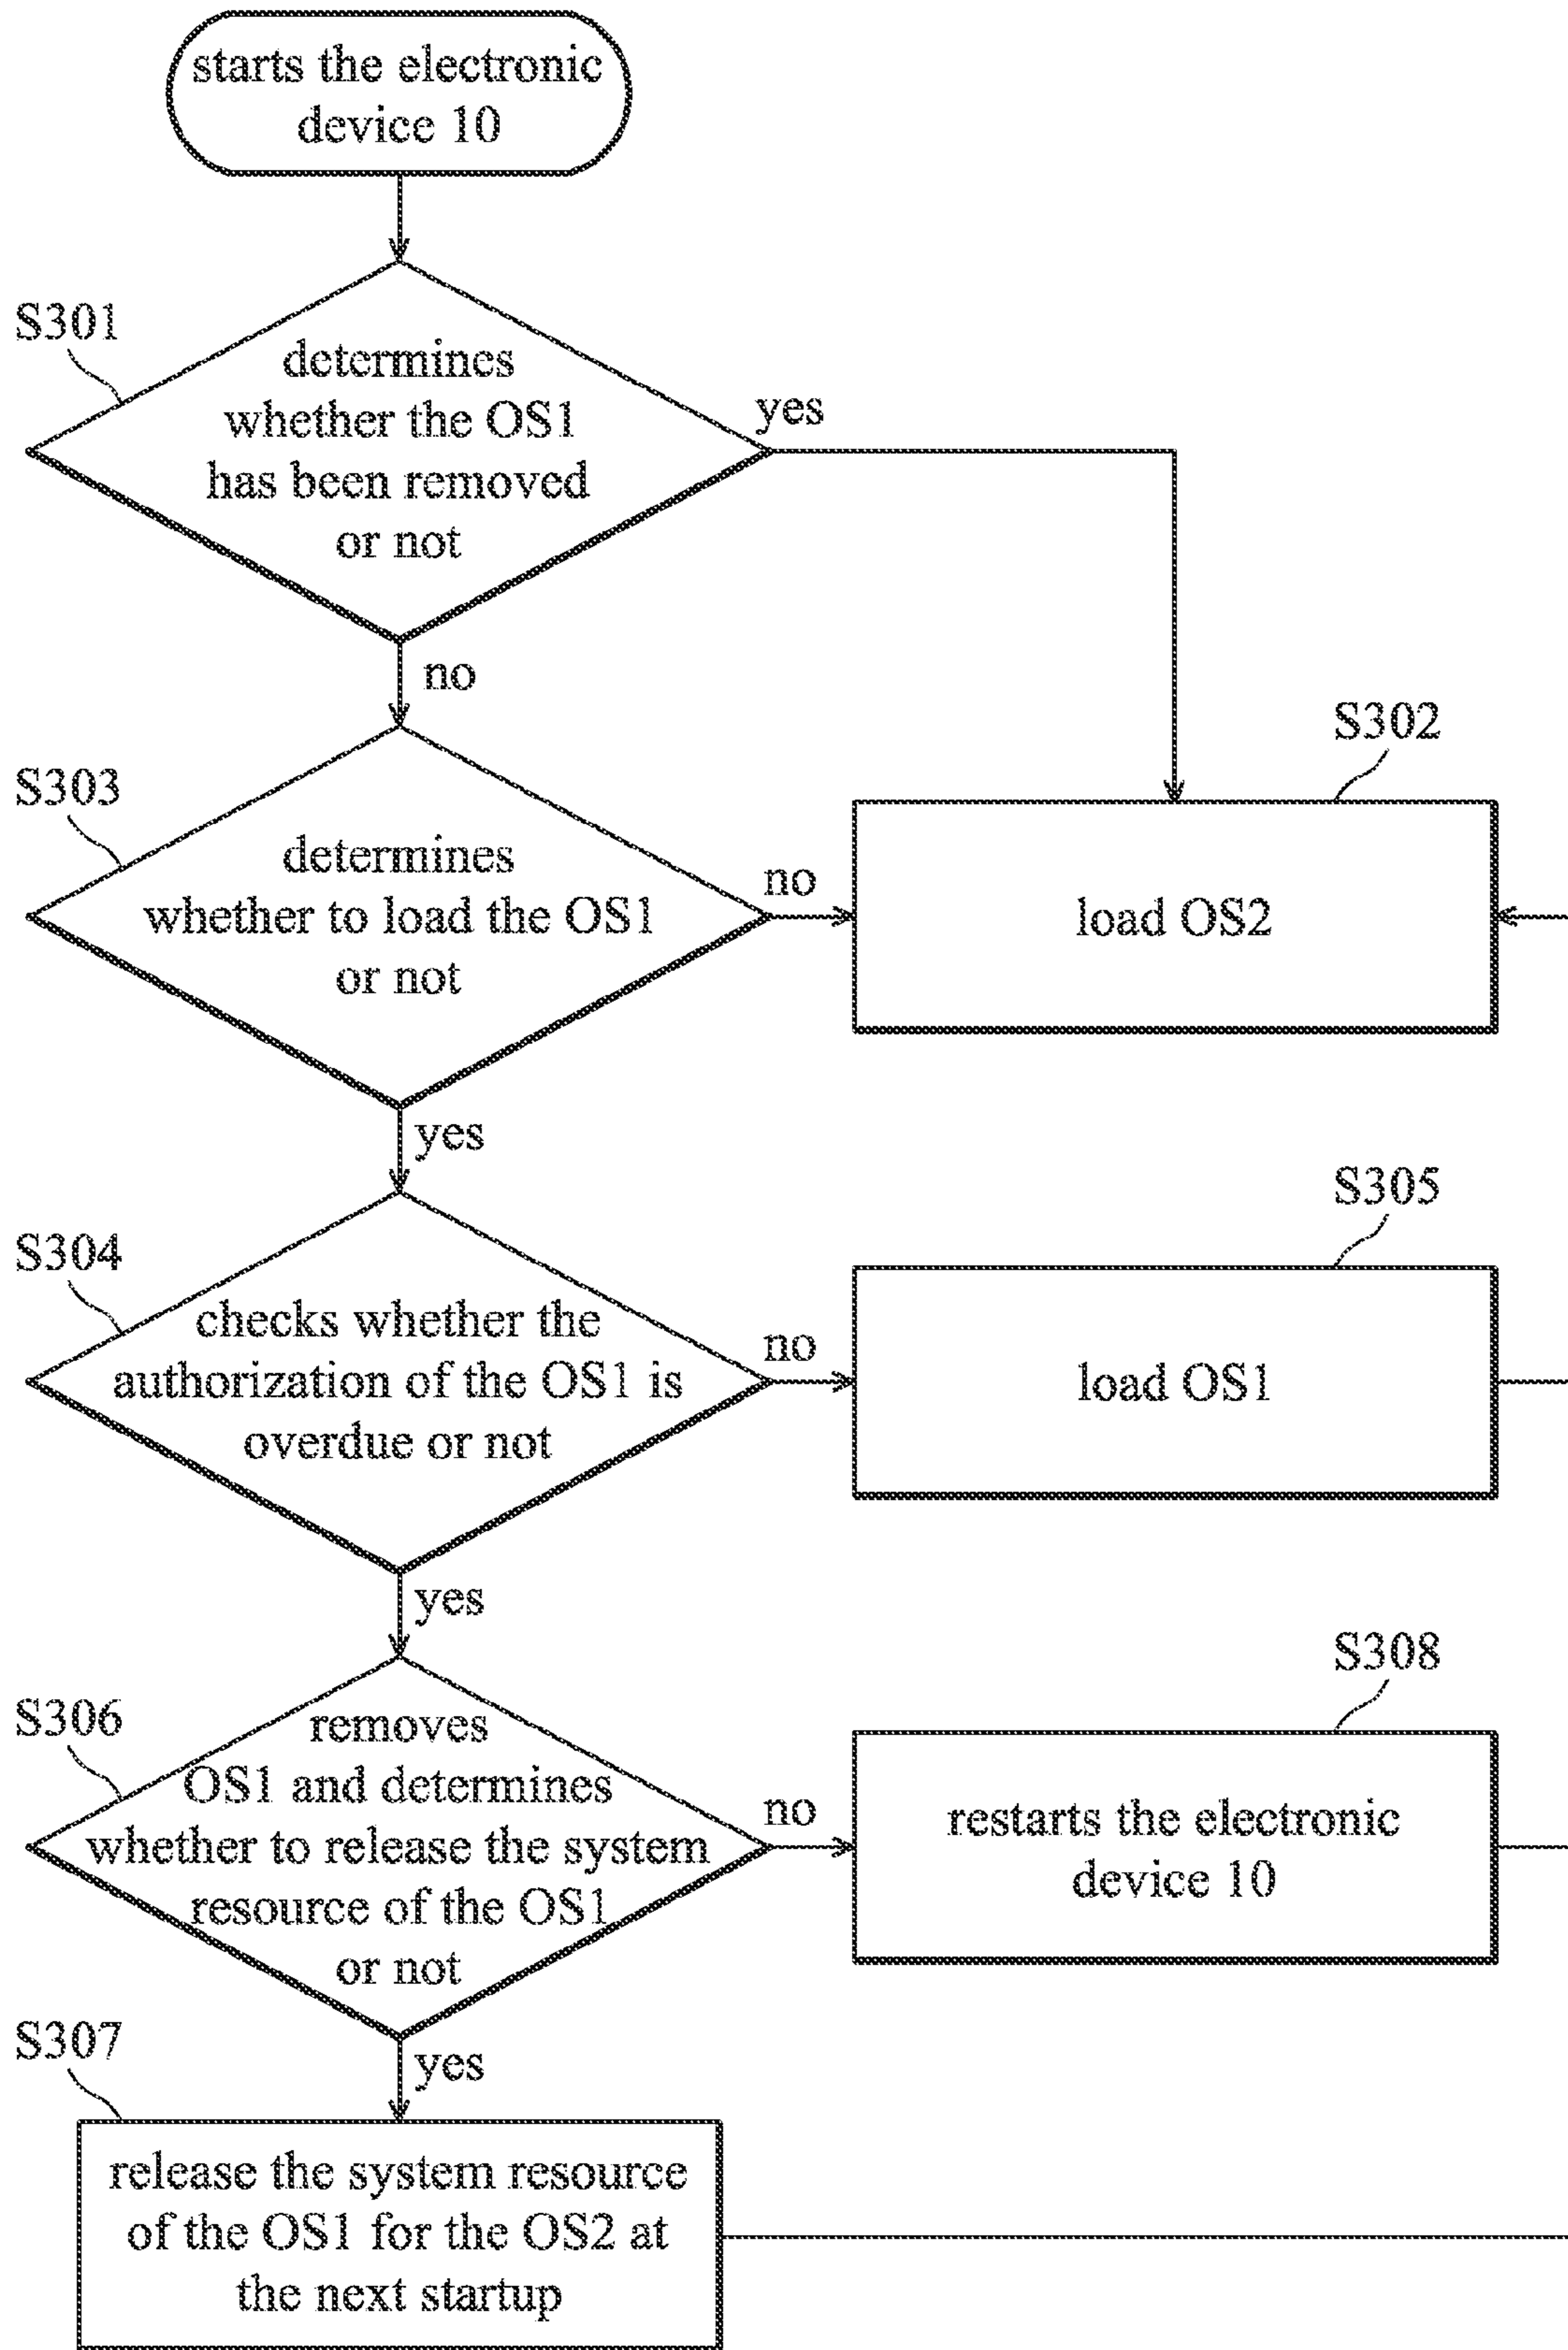 starts the electronic
device 10
S301
determines
whether the OS1
has been removed
or not
yes
no
S302
load OS2
S303
determines
whether to load the OS1
or not
no
yes
S304
checks whether the
authorization of the OS1 is
overdue or not
no
S305
load OS1
yes
S306
removes
OS1 and determines
whether to release the system
resource of the OS1
or not
no
S308
restarts the electronic
device 10
yes
S307
release the system resource
of the OS1 for the OS2 at
the next startup